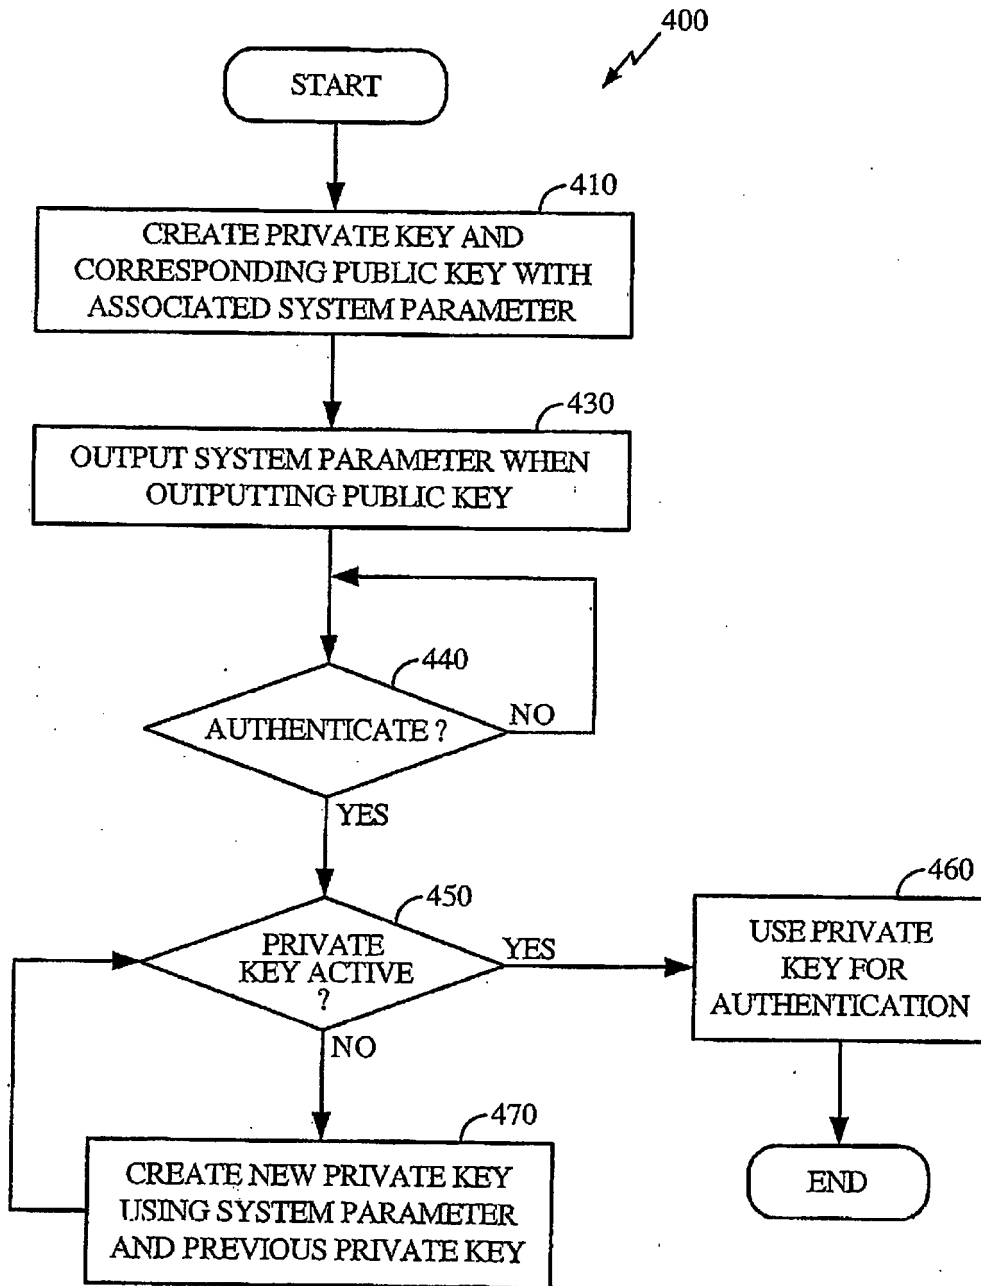 400
START
410
CREATE PRIVATE KEY AND
CORRESPONDING PUBLIC KEY WITH
ASSOCIATED SYSTEM PARAMETER
430
OUTPUT SYSTEM PARAMETER WHEN
OUTPUTTING PUBLIC KEY
440
AUTHENTICATE ?
NO
YES
450
PRIVATE
KEY ACTIVE
?
YES
NO
460
USE PRIVATE
KEY FOR
AUTHENTICATION
470
CREATE NEW PRIVATE KEY
USING SYSTEM PARAMETER
AND PREVIOUS PRIVATE KEY
END